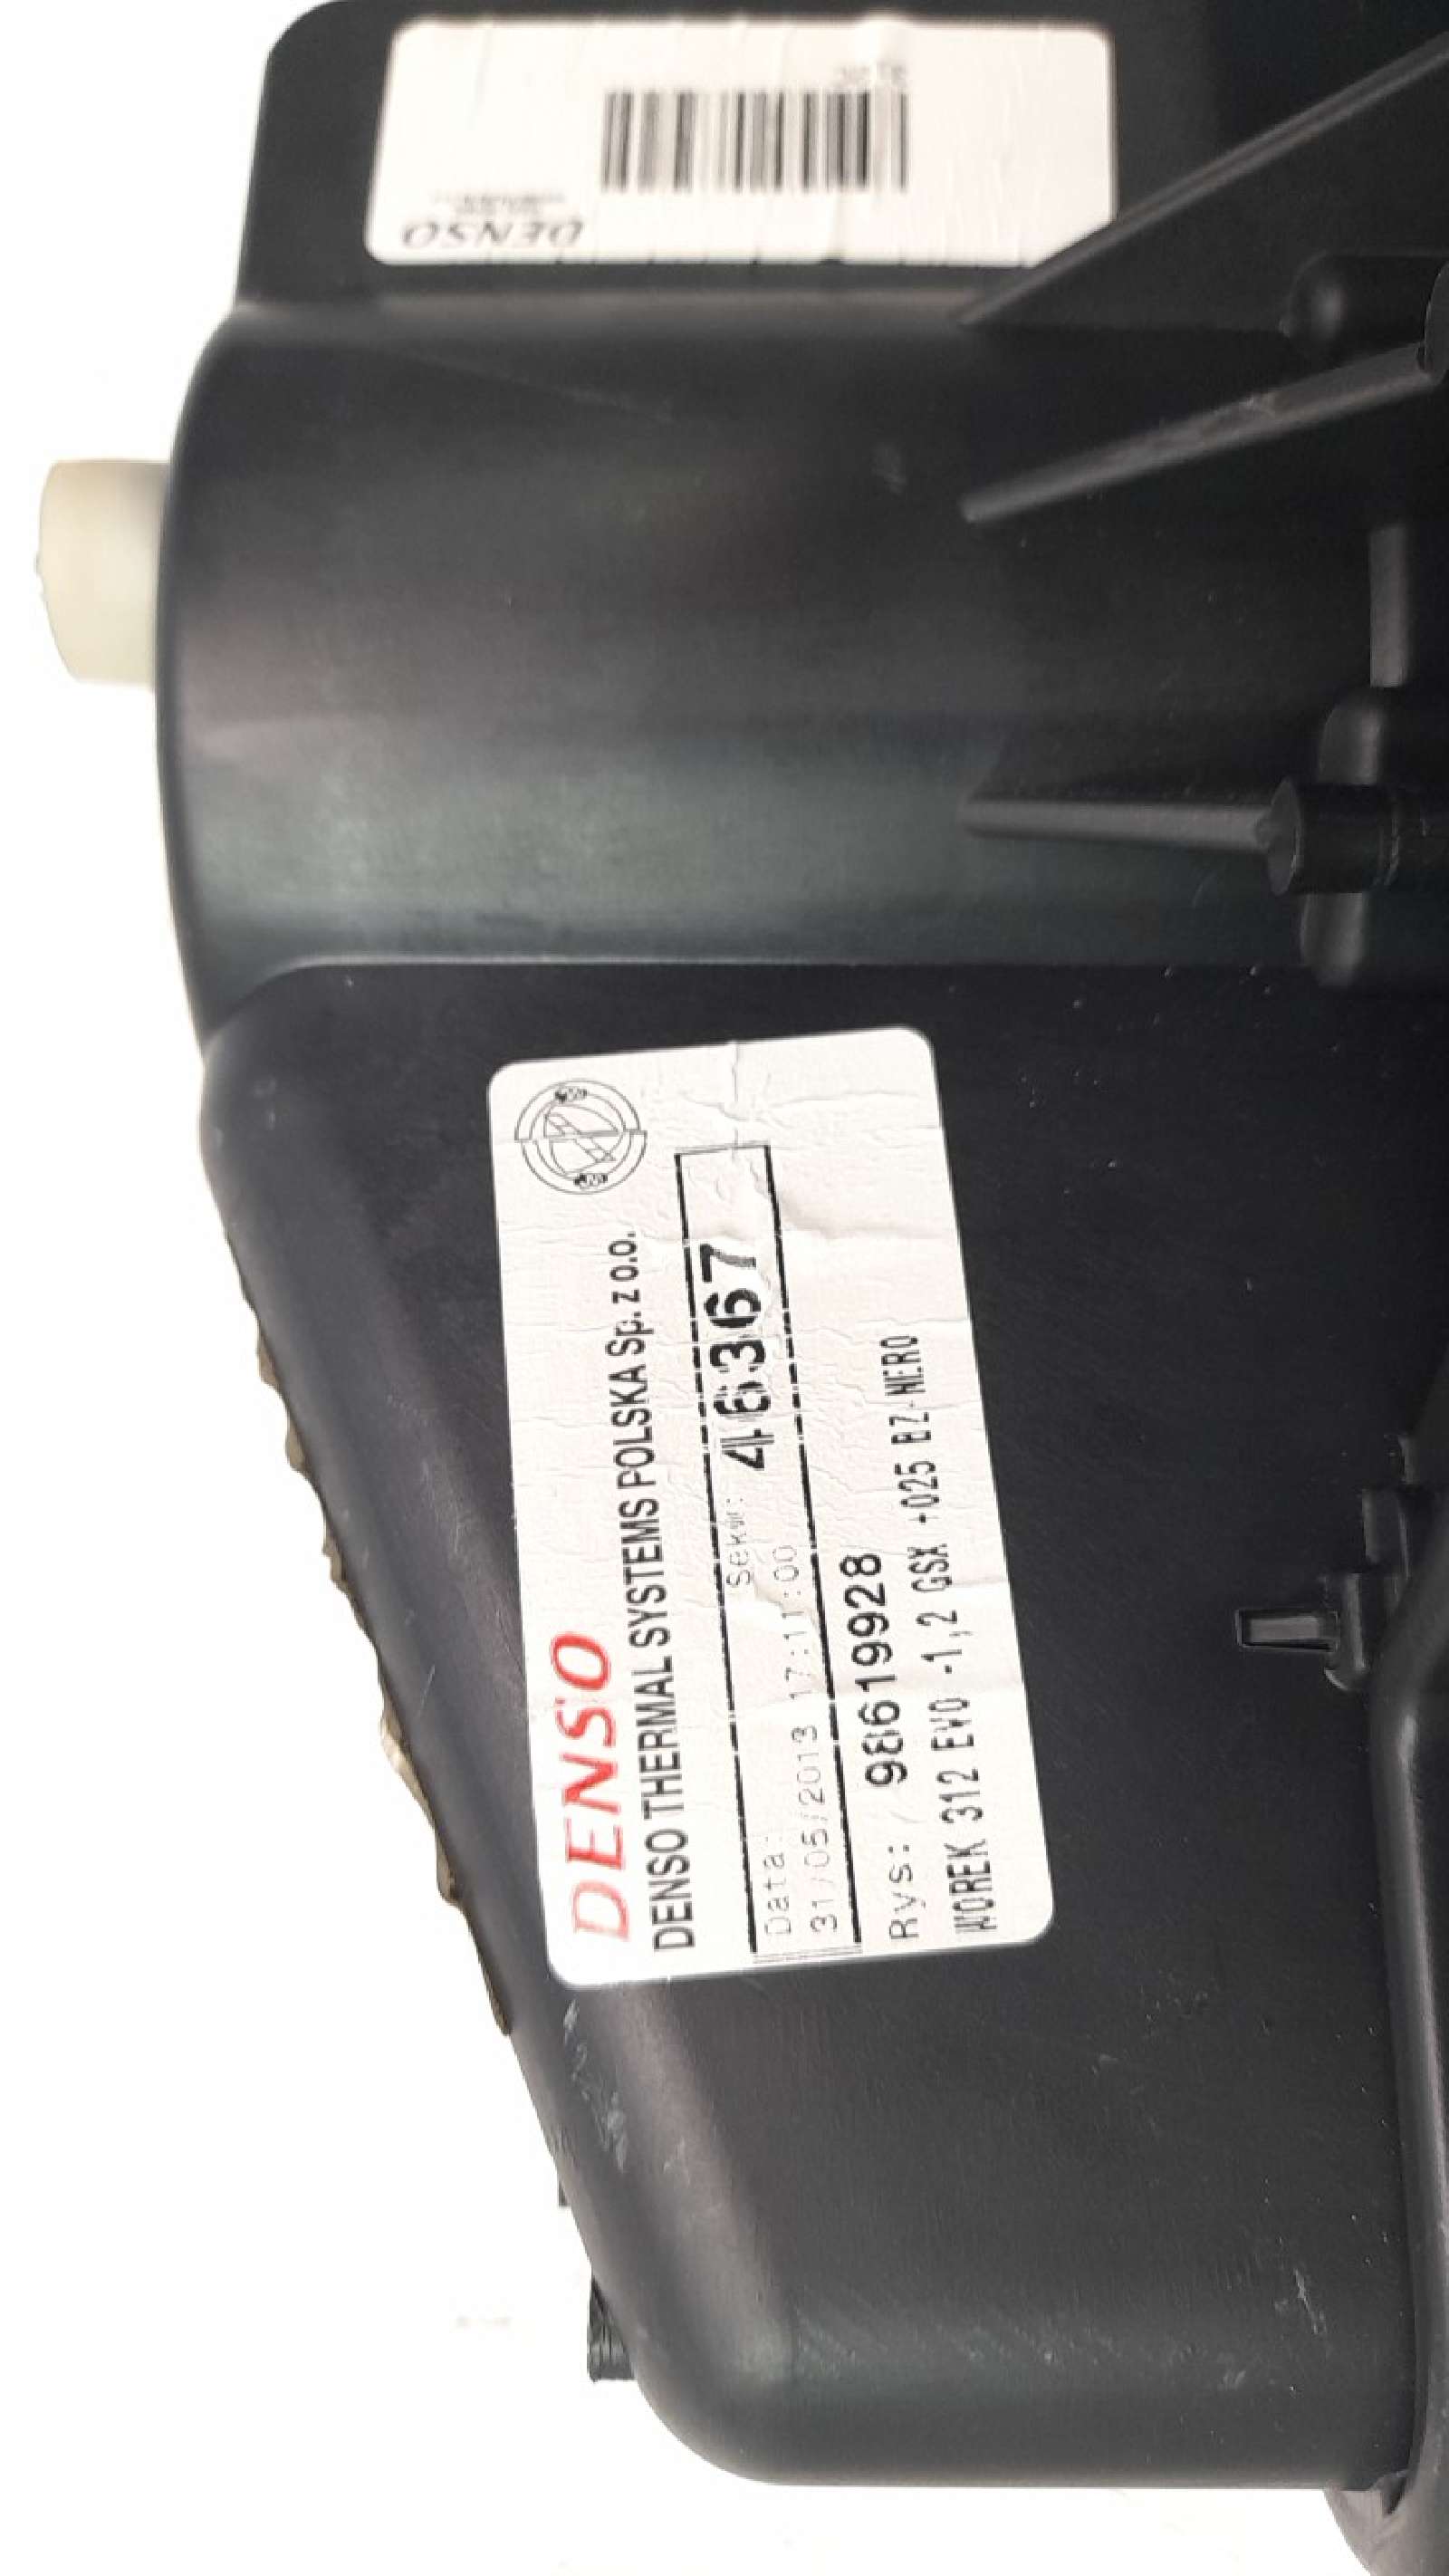 DENSO
DENSO
DENSO THERMAL SYSTEMS POLSKA Sp. z o.o.
Data: Sekw: 46367
31/05/2013 17:11:00
Rys: 98619928
WOREK 312 EVO -1,2 GSX +025 BZ-NERO